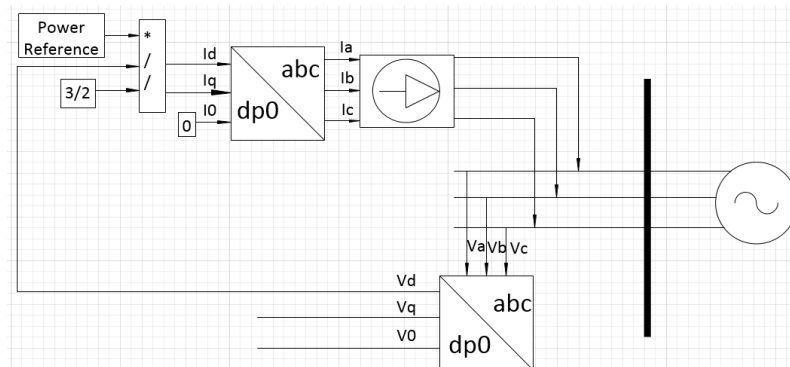 Power
Reference
*
/
/
3/2
Id
Iq
I0
0
abc
dp0
Ia
Ib
Ic
Va
Vb
Vc
Vd
Vq
V0
abc
dp0